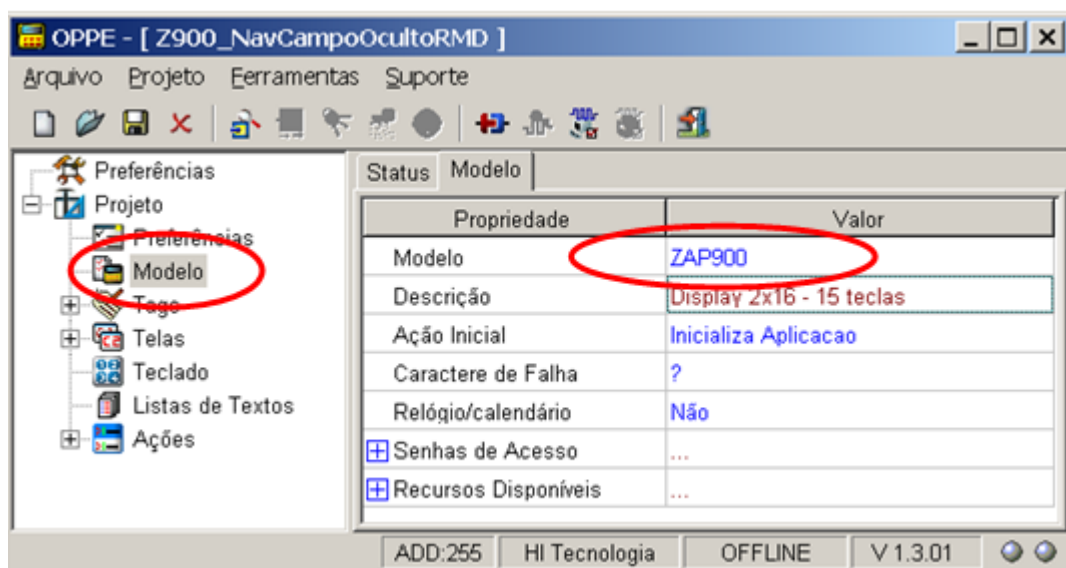 OPPE - [ Z900_NavCampoOcultoRMD ]
Arquivo Projeto Ferramentas Suporte
Preferências
Projeto
Preferências
Modelo
Tags
Telas
Teclado
Listas de Textos
Ações
Status Modelo
Propriedade Valor
Modelo ZAP900
Descrição Display 2x16 - 15 teclas
Ação Inicial Inicializa Aplicacao
Caractere de Falha ?
Relógio/calendário Não
Senhas de Acesso ...
Recursos Disponíveis ...
ADD:255 HI Tecnologia OFFLINE V 1.3.01